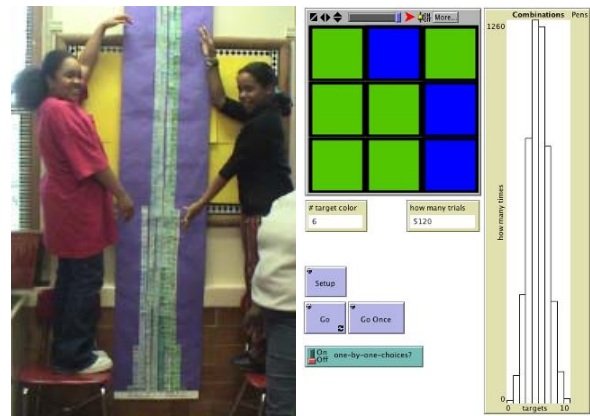 More...
Combinations
Pens
1260
how many times
0
0
targets
10
# target color
6
how many trials
5120
Setup
Go
Go Once
On
Off
one-by-one-choices?